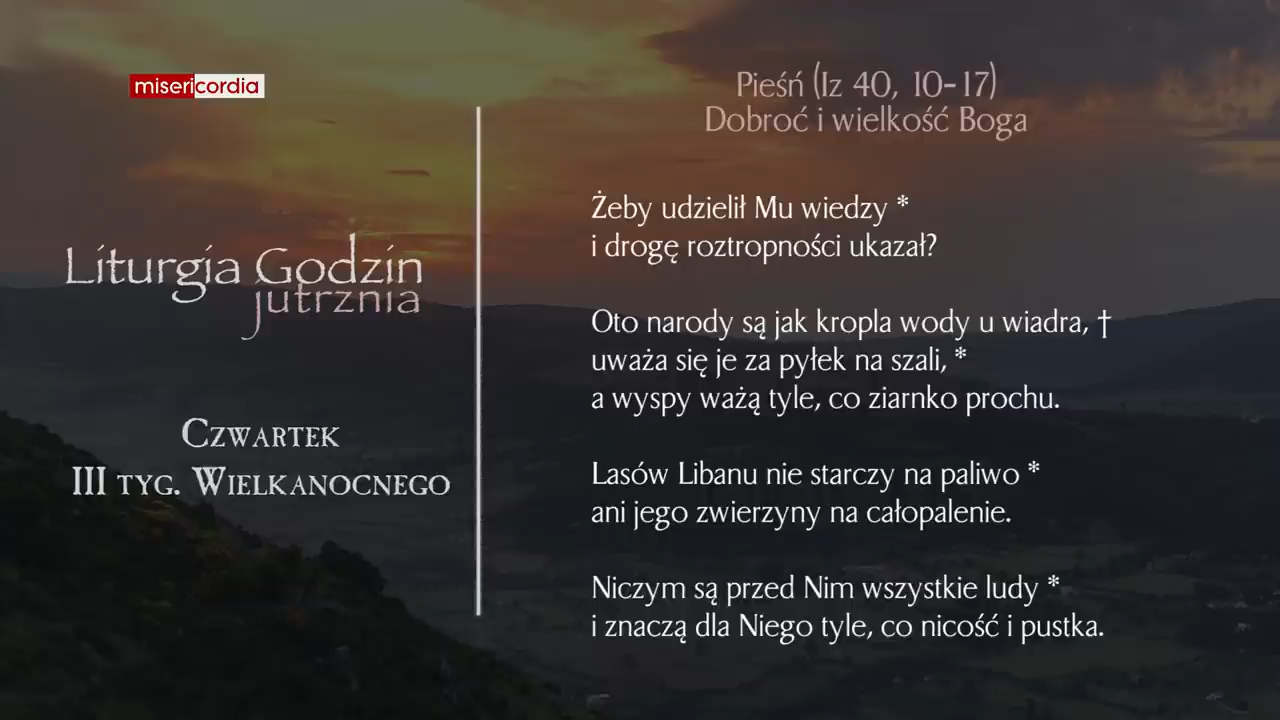 misericordia
Liturgia Godzin
jutrznia
Czwartek
III tyg. Wielkanocnego
Pieśń (Iz 40, 10-17)
Dobroć i wielkość Boga
Żeby udzielił Mu wiedzy *
i drogę roztropności ukazał?
Oto narody są jak kropla wody u wiadra, †
uważa się je za pyłek na szali, *
a wyspy ważą tyle, co ziarnko prochu.
Lasów Libanu nie starczy na paliwo *
ani jego zwierzyny na całopalenie.
Niczym są przed Nim wszystkie ludy *
i znaczą dla Niego tyle, co nicość i pustka.